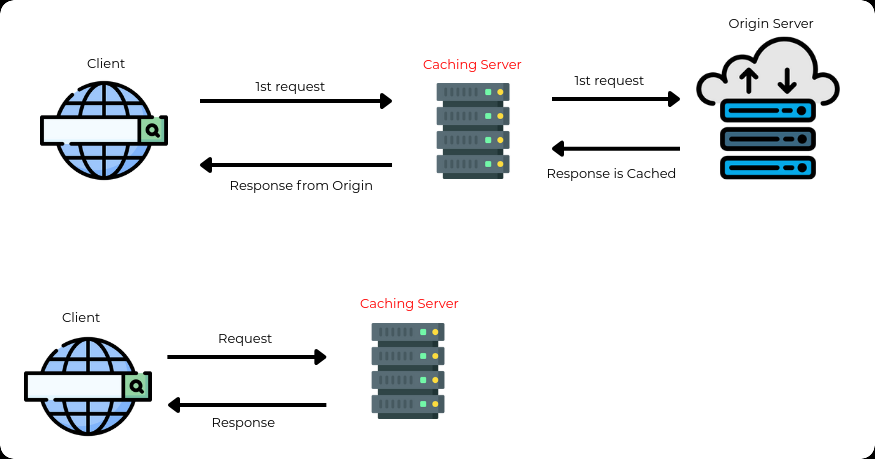 Origin Server
Client
Caching Server
1st request
1st request
Response from Origin
Response is Cached
Caching Server
Client
Request
Response